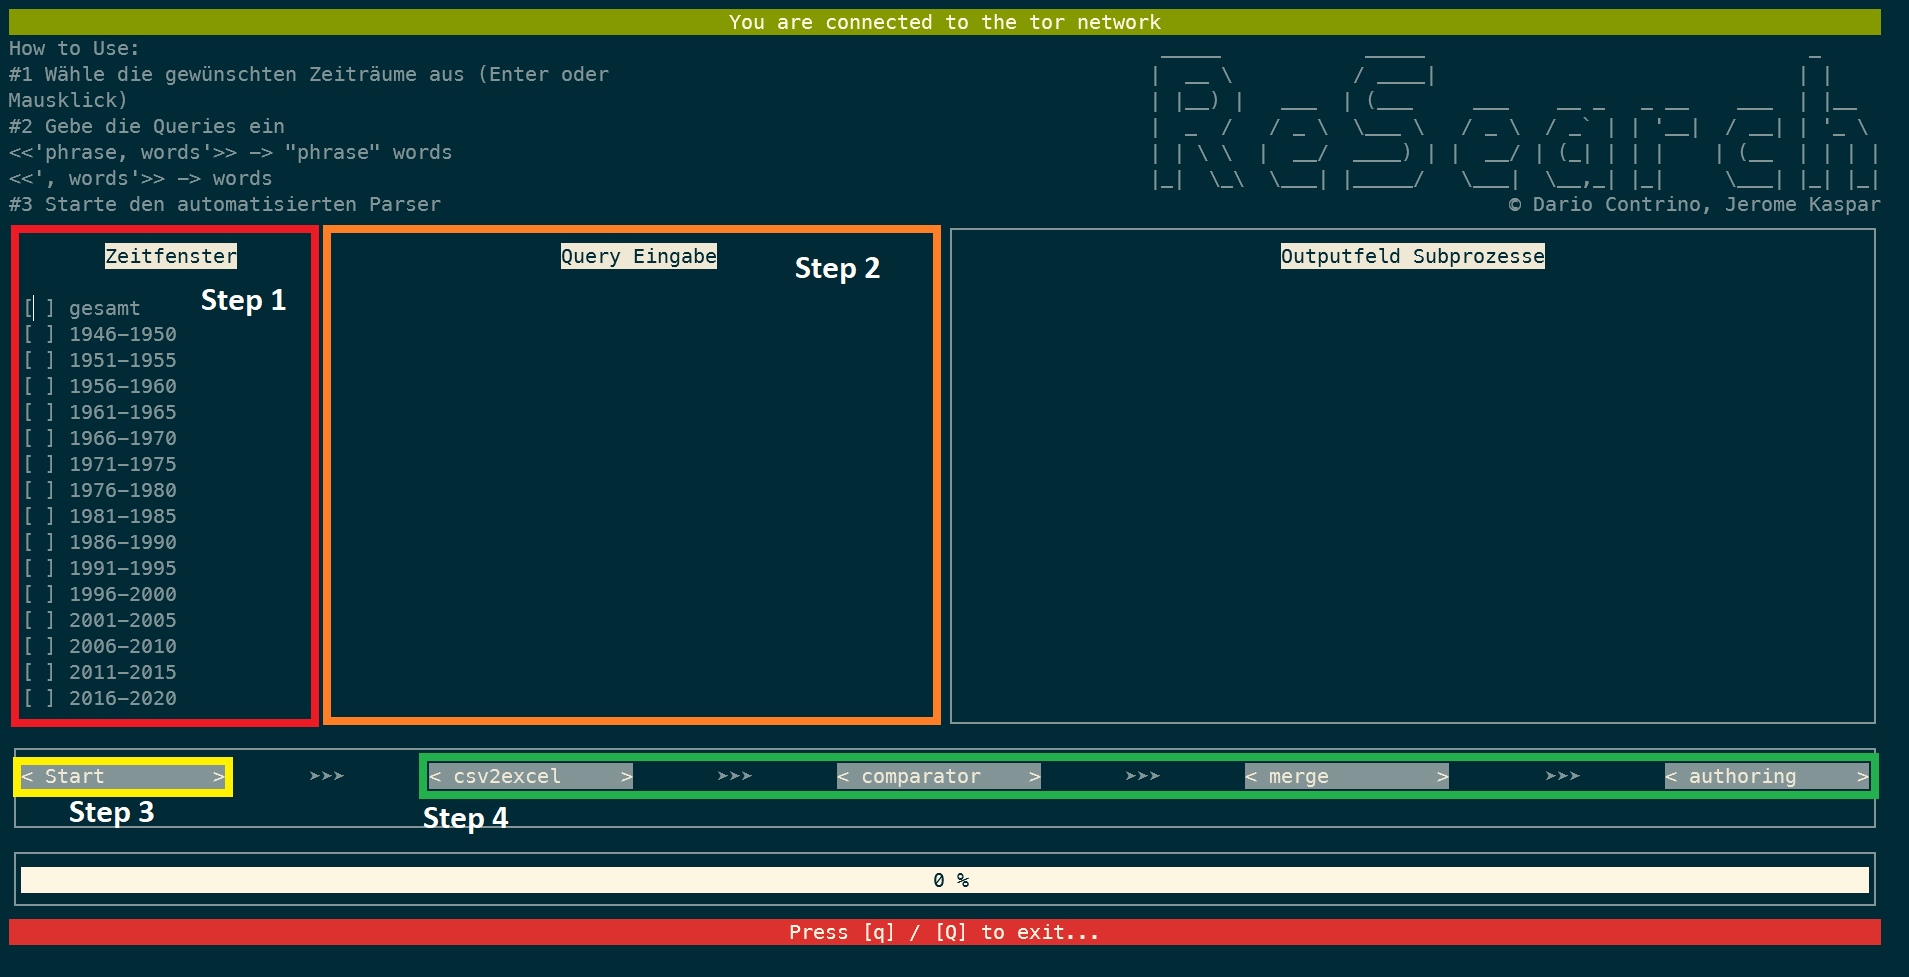 You are connected to the tor network
How to Use:
#1 Wähle die gewünschten Zeiträume aus (Enter oder
Mausklick)
#2 Gebe die Queries ein
<<'phrase, words'>> —> "phrase" words
<<', words'>> —> words
#3 Starte den automatisierten Parser
ReSearch
© Dario Contrino, Jerome Kaspar
Zeitfenster
Step 1
[ ] gesamt
[ ] 1946–1950
[ ] 1951–1955
[ ] 1956–1960
[ ] 1961–1965
[ ] 1966–1970
[ ] 1971–1975
[ ] 1976–1980
[ ] 1981–1985
[ ] 1986–1990
[ ] 1991–1995
[ ] 1996–2000
[ ] 2001–2005
[ ] 2006–2010
[ ] 2011–2015
[ ] 2016–2020
Query Eingabe
Step 2
Outputfeld Subprozesse
< Start > ➤➤➤ < csv2excel > ➤➤➤ < comparator > ➤➤➤ < merge > ➤➤➤ < authoring >
Step 3
Step 4
0 %
Press [q] / [Q] to exit...